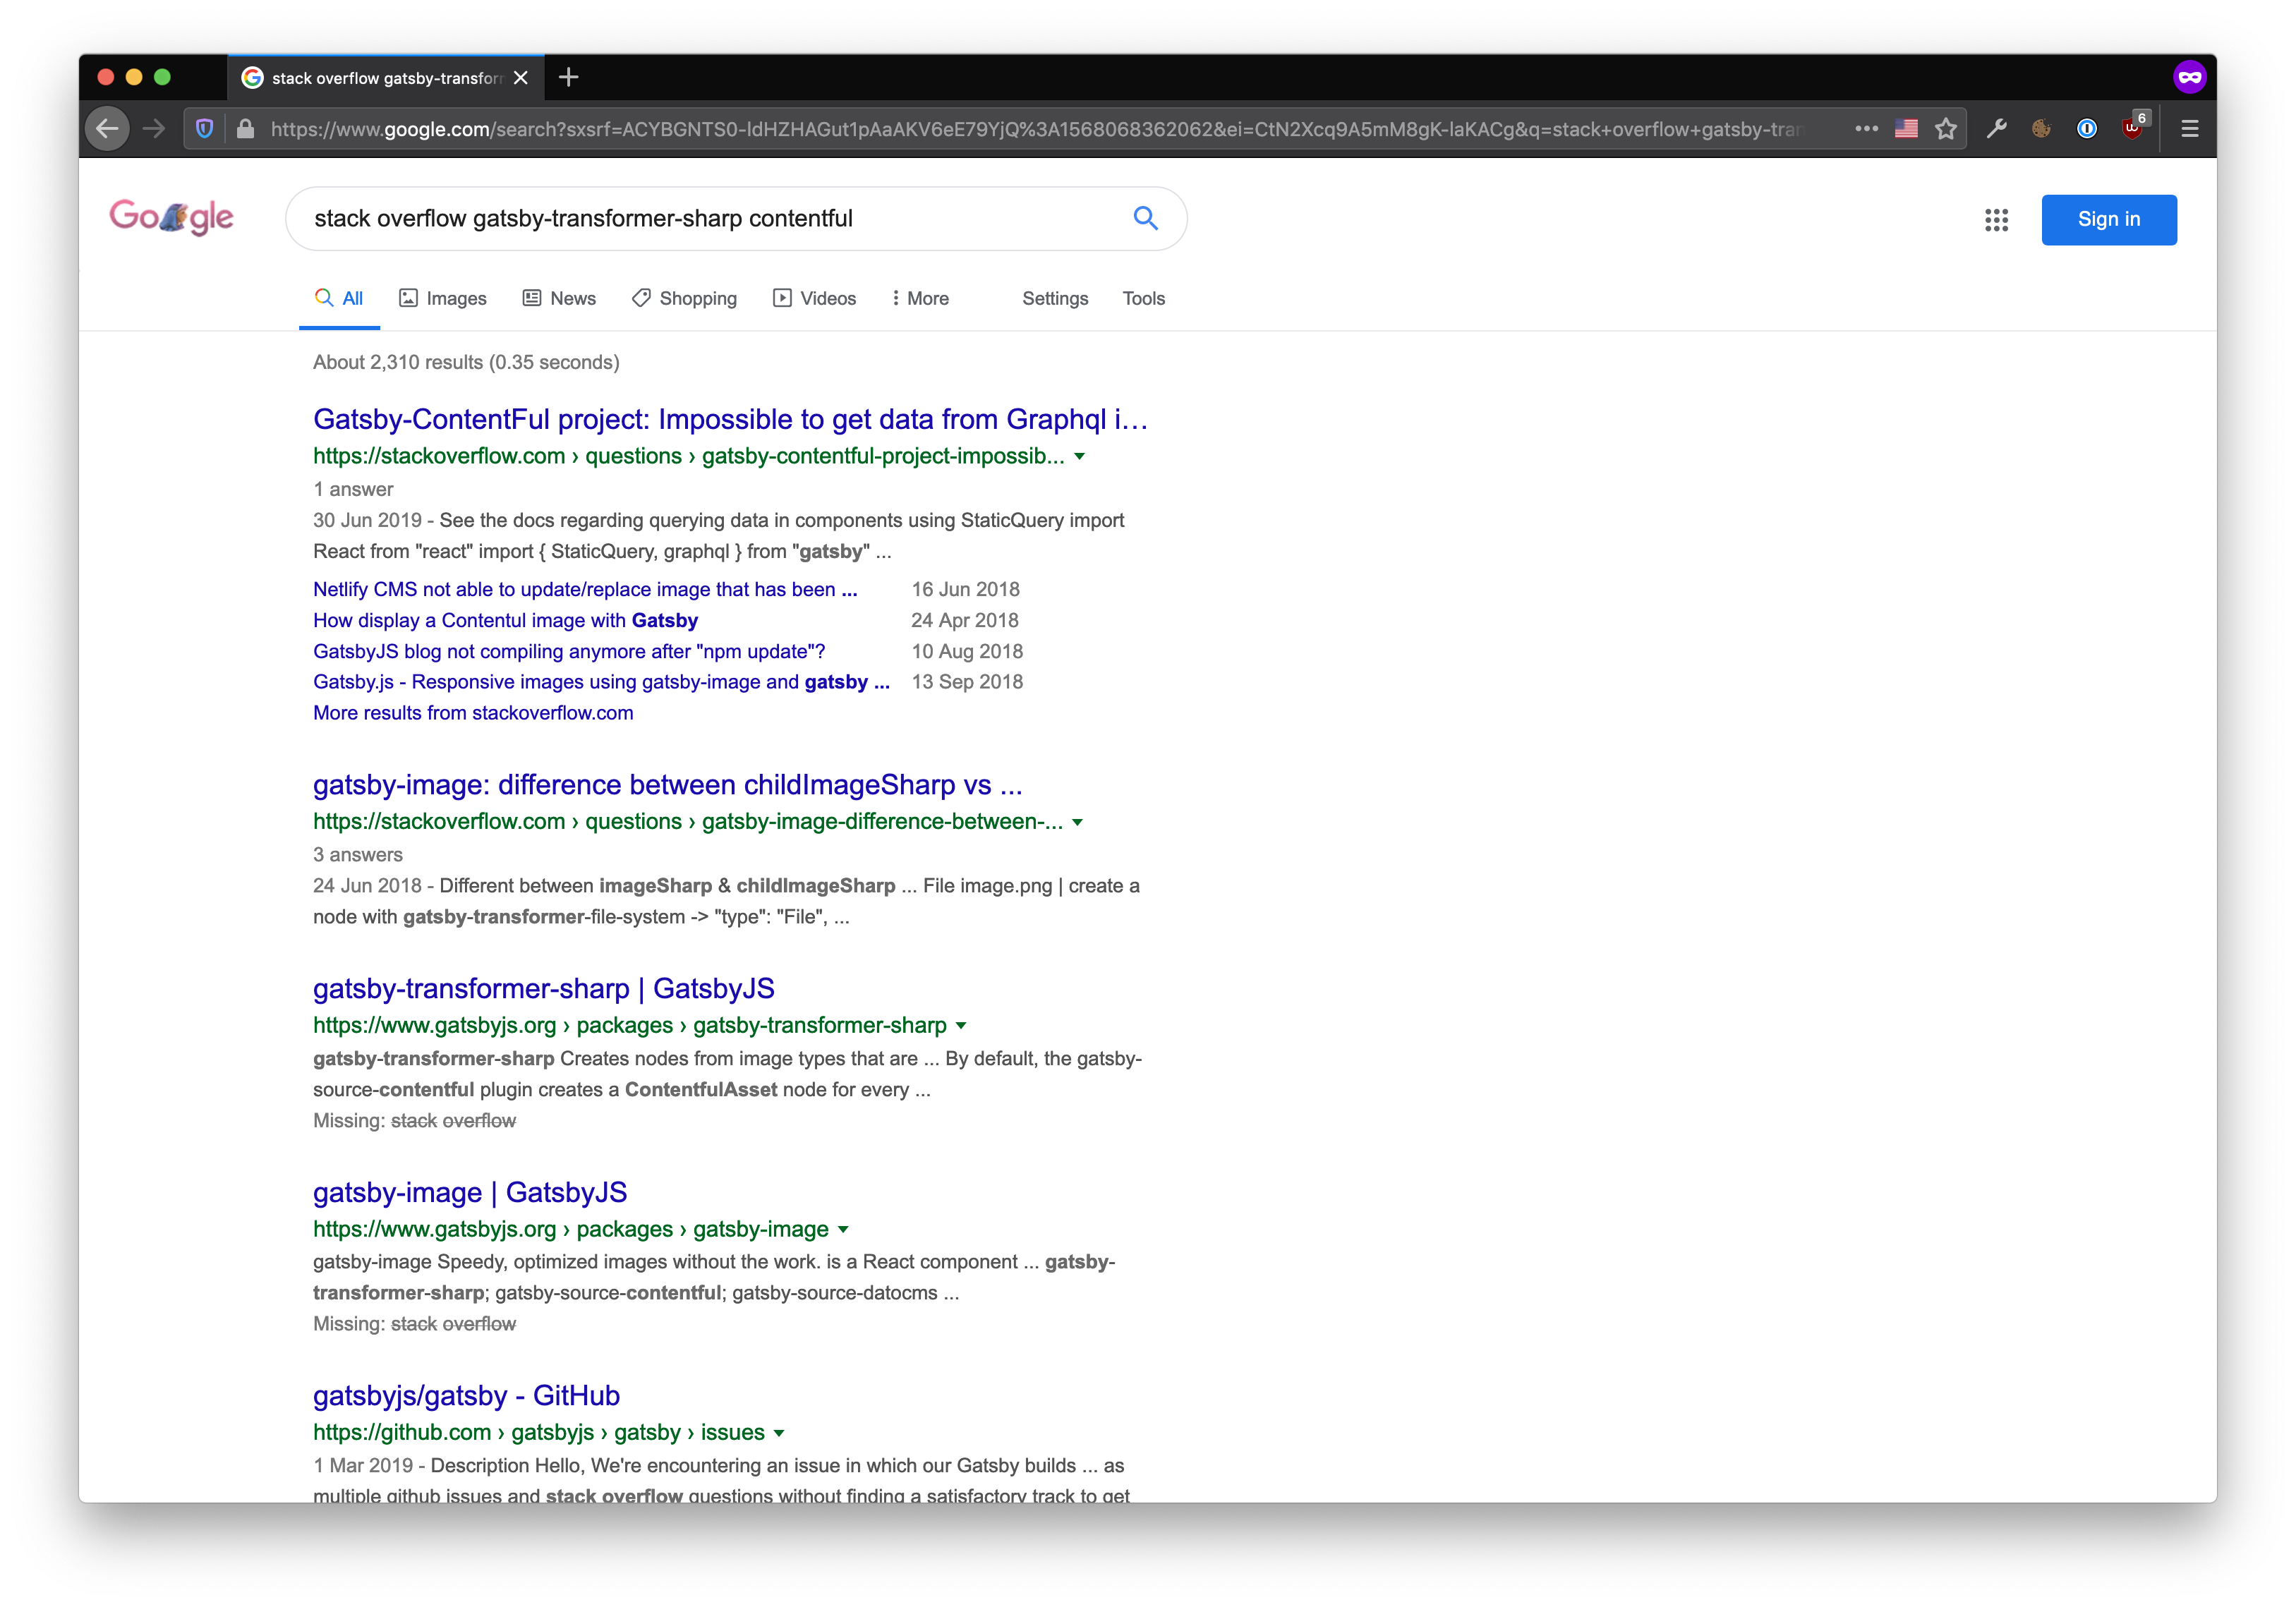 stack overflow gatsby-transfor
https://www.google.com/search?sxsrf=ACYBGNTS0-ldHZHAGut1pAaAKV6eE79YjQ%3A1568068362062&ei=CtN2Xcq9A5mM8gK-laKACg&q=stack+overflow+gatsby-tran
6
Google
stack overflow gatsby-transformer-sharp contentful
Sign in
All Images News Shopping Videos More Settings Tools
About 2,310 results (0.35 seconds)
Gatsby-ContentFul project: Impossible to get data from Graphql i...
https://stackoverflow.com › questions › gatsby-contentful-project-impossib...
1 answer
30 Jun 2019 - See the docs regarding querying data in components using StaticQuery import
React from "react" import { StaticQuery, graphql } from "gatsby" ...
Netlify CMS not able to update/replace image that has been ... 16 Jun 2018
How display a Contentul image with Gatsby 24 Apr 2018
GatsbyJS blog not compiling anymore after "npm update"? 10 Aug 2018
Gatsby.js - Responsive images using gatsby-image and gatsby ... 13 Sep 2018
More results from stackoverflow.com
gatsby-image: difference between childImageSharp vs ...
https://stackoverflow.com › questions › gatsby-image-difference-between-...
3 answers
24 Jun 2018 - Different between imageSharp & childImageSharp ... File image.png | create a
node with gatsby-transformer-file-system -> "type": "File", ...
gatsby-transformer-sharp | GatsbyJS
https://www.gatsbyjs.org › packages › gatsby-transformer-sharp
gatsby-transformer-sharp Creates nodes from image types that are ... By default, the gatsby-
source-contentful plugin creates a ContentfulAsset node for every ...
Missing: stack overflow
gatsby-image | GatsbyJS
https://www.gatsbyjs.org › packages › gatsby-image
gatsby-image Speedy, optimized images without the work. is a React component ... gatsby-
transformer-sharp; gatsby-source-contentful; gatsby-source-datocms ...
Missing: stack overflow
gatsbyjs/gatsby - GitHub
https://github.com › gatsbyjs › gatsby › issues
1 Mar 2019 - Description Hello, We're encountering an issue in which our Gatsby builds ... as
multiple github issues and stack overflow questions without finding a satisfactory track to get